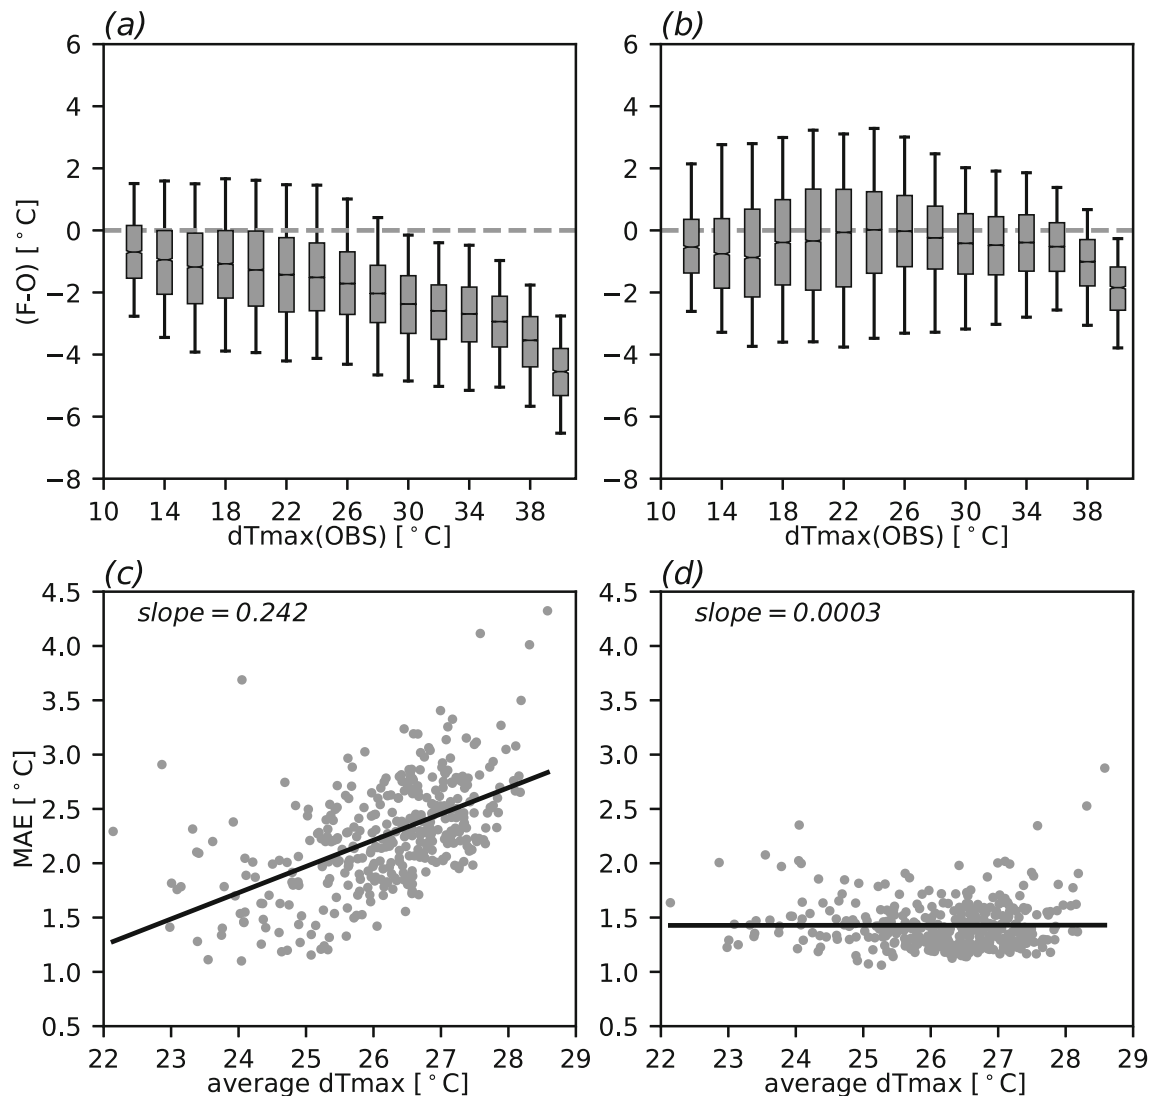 (a)
6
4
2
0
−2
−4
−6
−8
(F-O) [°C]
10 14 18 22 26 30 34 38
dTmax(OBS) [°C]
(b)
6
4
2
0
−2
−4
−6
−8
10 14 18 22 26 30 34 38
dTmax(OBS) [°C]
(c)
slope = 0.242
4.5
4.0
3.5
3.0
2.5
2.0
1.5
1.0
0.5
MAE [°C]
22 23 24 25 26 27 28 29
average dTmax [°C]
(d)
slope = 0.0003
4.5
4.0
3.5
3.0
2.5
2.0
1.5
1.0
0.5
22 23 24 25 26 27 28 29
average dTmax [°C]